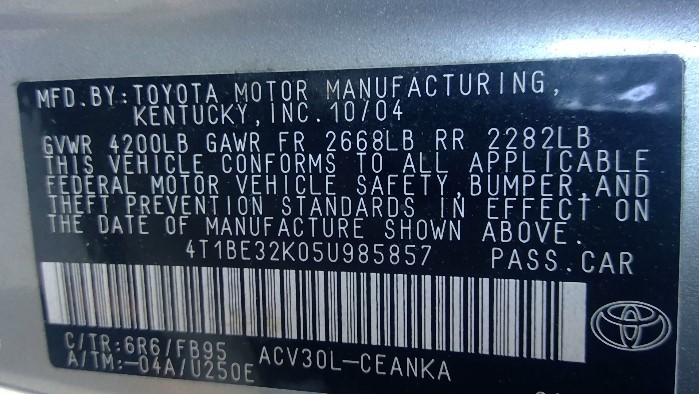 MFD.BY:TOYOTA MOTOR MANUFACTURING,
KENTUCKY,INC.10/04
GVWR 4200LB GAWR FR 2668LB RR 2282LB
THIS VEHICLE CONFORMS TO ALL APPLICABLE
FEDERAL MOTOR VEHICLE SAFETY,BUMPER,AND
THEFT PREVENTION STANDARDS IN EFFECT ON
THE DATE OF MANUFACTURE SHOWN ABOVE.
4T1BE32K05U985857 PASS.CAR
C/TR:6R6/FB95 ACV30L-CEANKA
A/TM:-04A/U250E